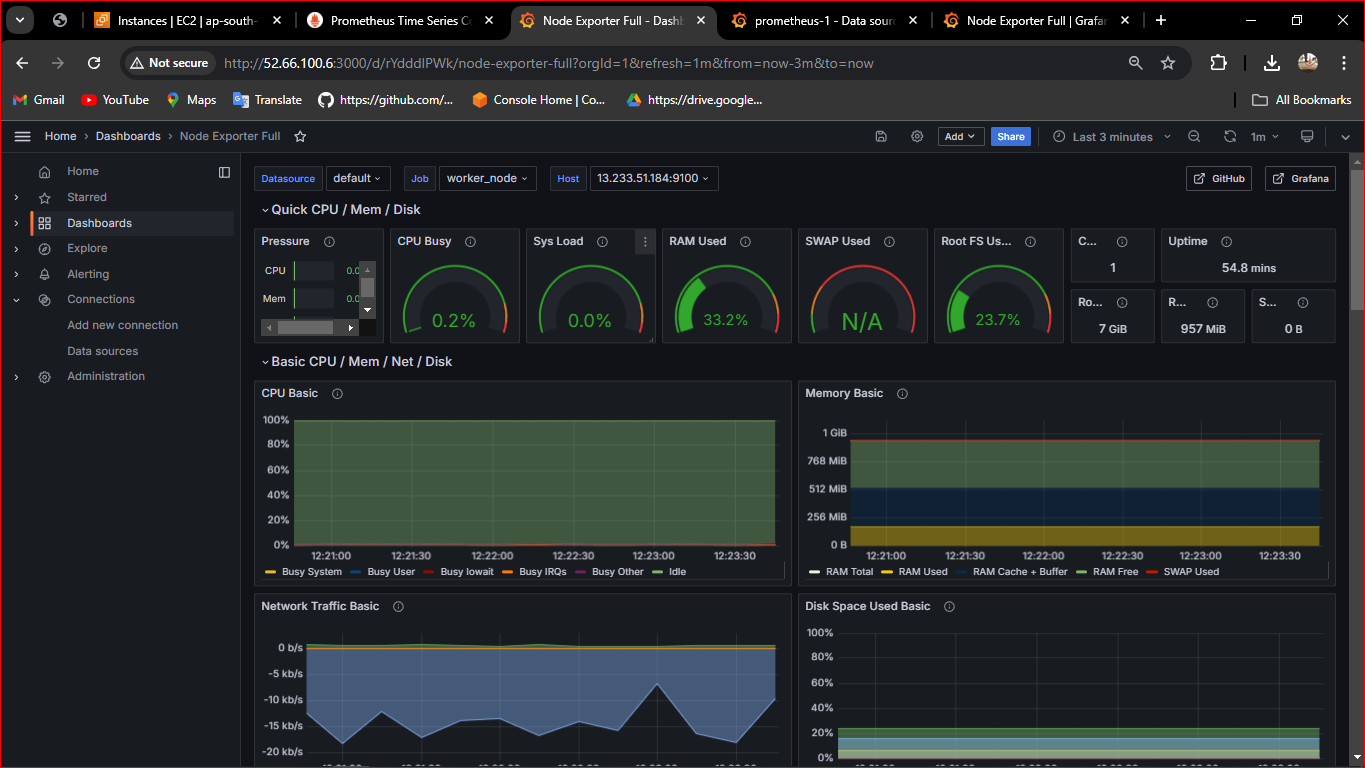 Instances | EC2 | ap-south-
Prometheus Time Series Co
Node Exporter Full - Dashb
prometheus-1 - Data sourc
Node Exporter Full | Grafan
Not secure
http://52.66.100.6:3000/d/rYdddlPWk/node-exporter-full?orgId=1&refresh=1m&from=now-3m&to=now
Gmail YouTube Maps Translate https://github.com/... Console Home | Co... https://drive.google... All Bookmarks
Home › Dashboards › Node Exporter Full
Add Share Last 3 minutes 1m
Home
Starred
Dashboards
Explore
Alerting
Connections
Add new connection
Data sources
Administration
Datasource default Job worker_node Host 13.233.51.184:9100 GitHub Grafana
Quick CPU / Mem / Disk
Pressure
CPU 0.0
Mem 0.0
CPU Busy
0.2%
Sys Load
0.0%
RAM Used
33.2%
SWAP Used
N/A
Root FS Us...
23.7%
C...
1
Uptime
54.8 mins
Ro...
7 GiB
R...
957 MiB
S...
0 B
Basic CPU / Mem / Net / Disk
CPU Basic
100%
80%
60%
40%
20%
0%
12:21:00 12:21:30 12:22:00 12:22:30 12:23:00 12:23:30
Busy System Busy User Busy Iowait Busy IRQs Busy Other Idle
Memory Basic
1 GiB
768 MiB
512 MiB
256 MiB
0 B
12:21:00 12:21:30 12:22:00 12:22:30 12:23:00 12:23:30
RAM Total RAM Used RAM Cache + Buffer RAM Free SWAP Used
Network Traffic Basic
0 b/s
-5 kb/s
-10 kb/s
-15 kb/s
-20 kb/s
Disk Space Used Basic
100%
80%
60%
40%
20%
0%